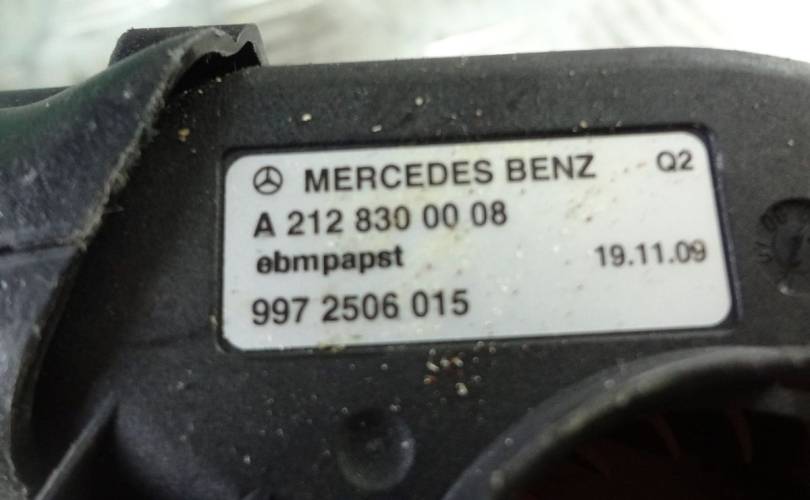 MERCEDES BENZ Q2
A 212 830 00 08
ebmpapst 19.11.09
997 2506 015